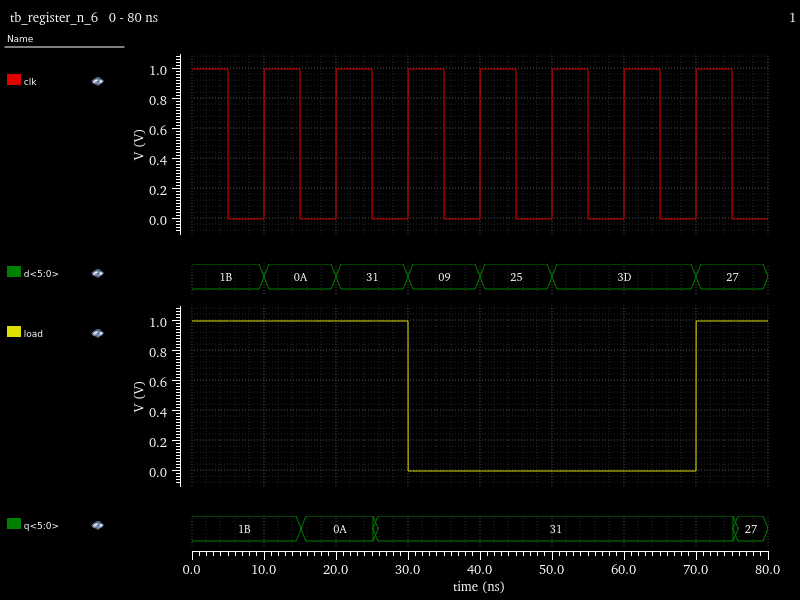 tb_register_n_6 0 - 80 ns 1
Name
clk
V (V)
1.0
0.8
0.6
0.4
0.2
0.0
d<5:0>
1B 0A 31 09 25 3D 27
load
V (V)
1.0
0.8
0.6
0.4
0.2
0.0
q<5:0>
1B 0A 31 27
0.0 10.0 20.0 30.0 40.0 50.0 60.0 70.0 80.0
time (ns)